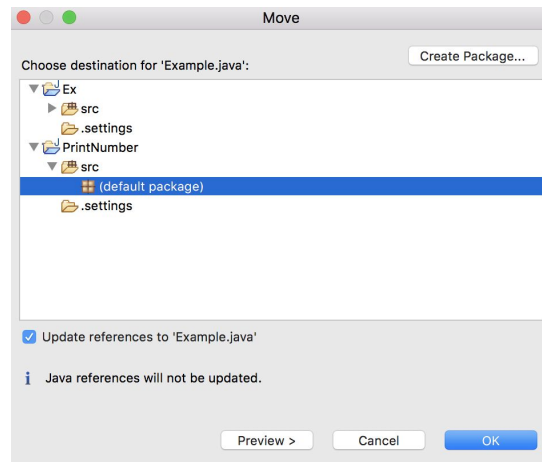 Move
Create Package...
Choose destination for 'Example.java':
Ex
src
.settings
PrintNumber
src
(default package)
.settings
Update references to 'Example.java'
Java references will not be updated.
Preview >
Cancel
OK